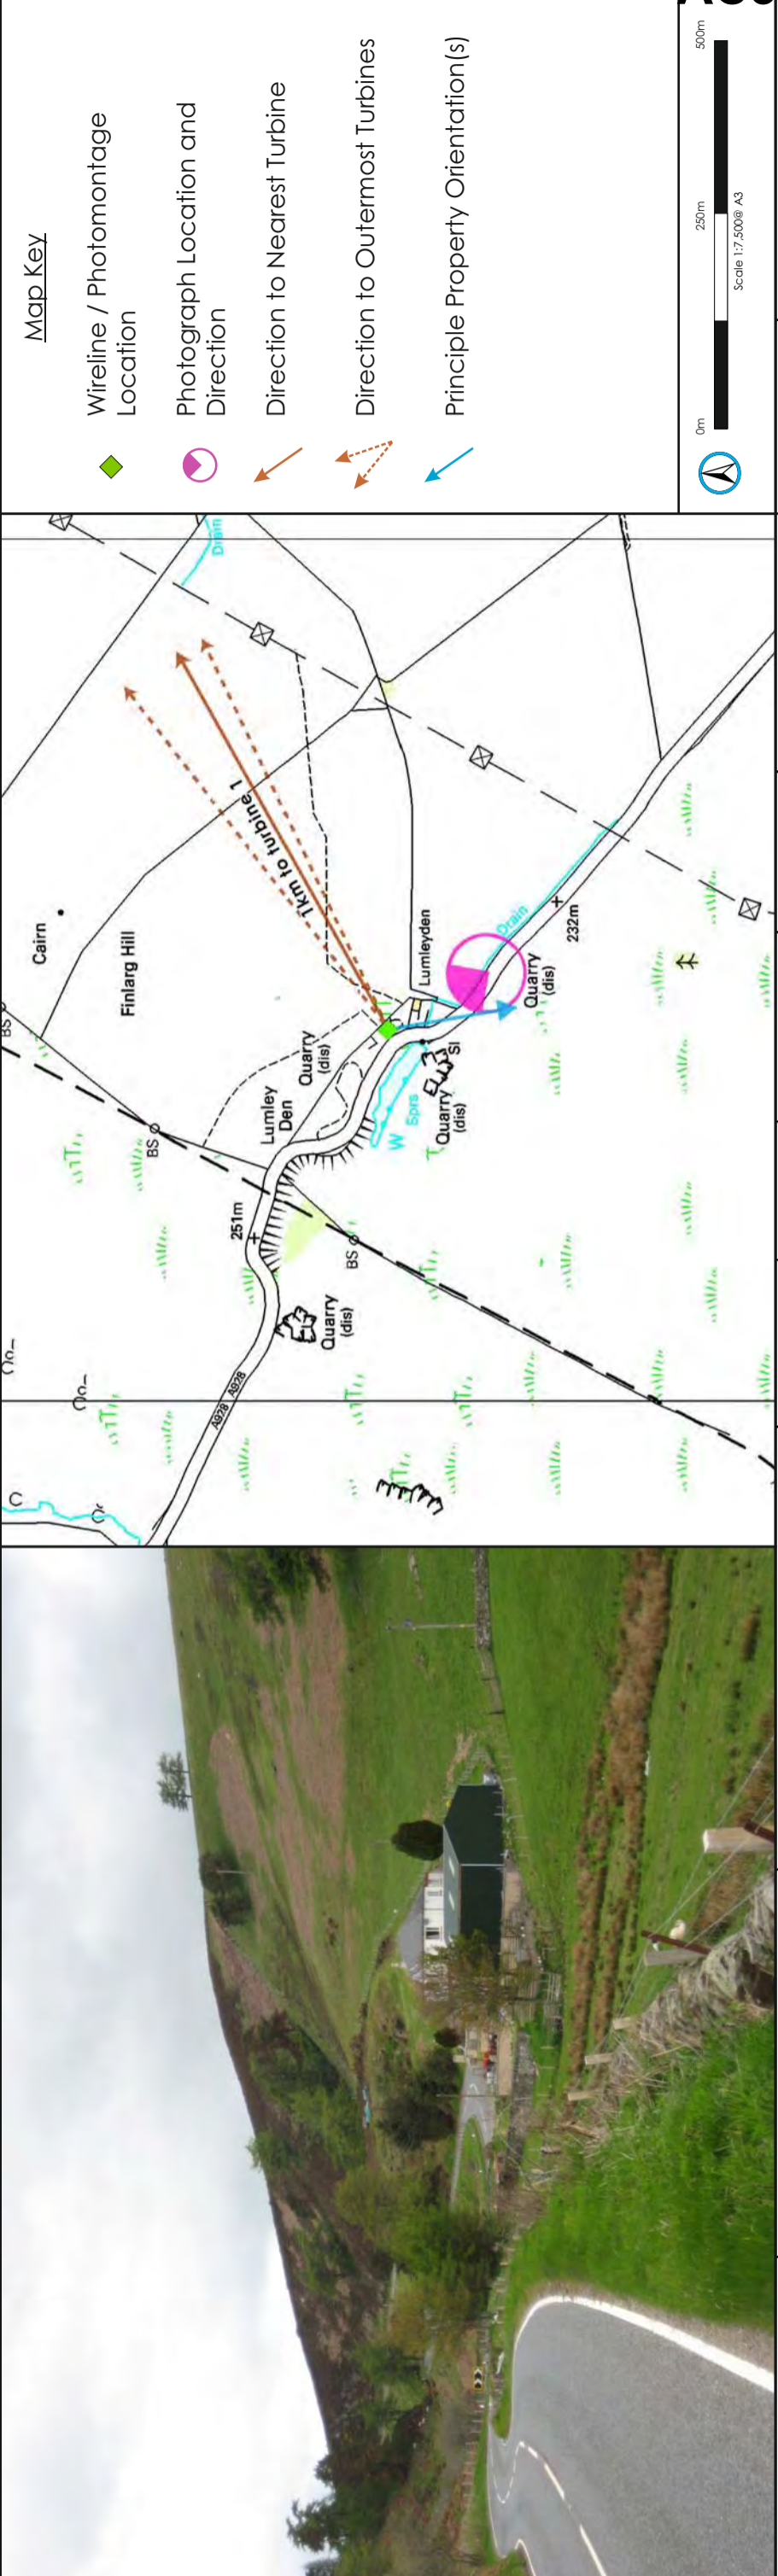 Cairn
Finlarg Hill
BS
BS
Drain
1km to turbine 1
Lumley
Den
Quarry
(dis)
251m
A928
A928
Quarry
(dis)
BS
W
Sprs
Quarry
(dis)
Sl
Lumleyden
Quarry
(dis)
Drain
232m
C
Map Key
Wireline / Photomontage
Location
Photograph Location and
Direction
Direction to Nearest Turbine
Direction to Outermost Turbines
Principle Property Orientation(s)
0m
250m
500m
Scale 1:7,500@ A3